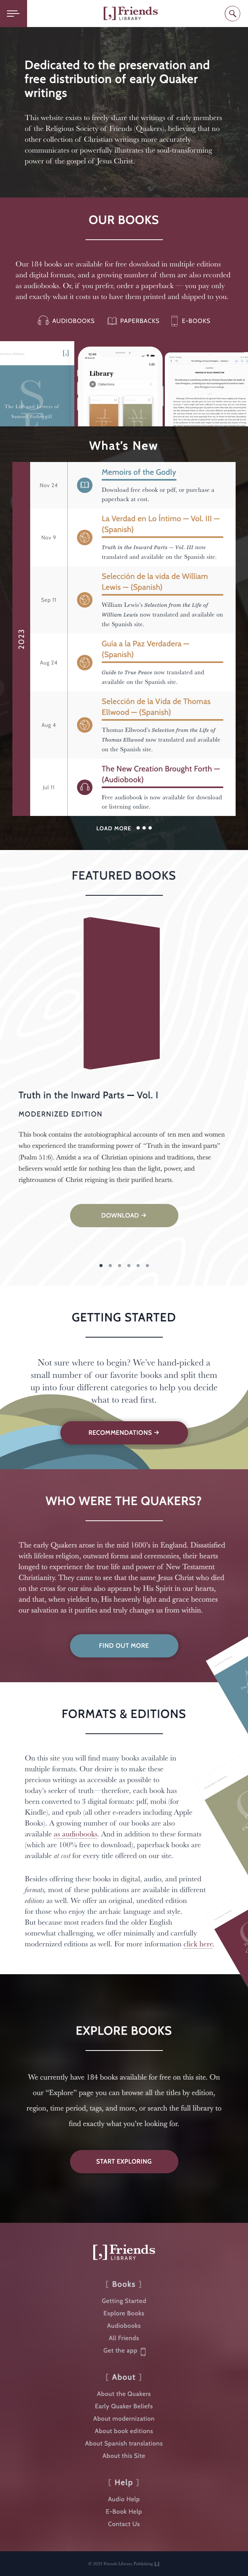 Friends
LIBRARY
Dedicated to the preservation and
free distribution of early Quaker
writings
This website exists to freely share the writings of early members
of the Religious Society of Friends (Quakers), believing that no
other collection of Christian writings more accurately
communicates or powerfully illustrates the soul-transforming
power of the gospel of Jesus Christ.
OUR BOOKS
Our 184 books are available for free download in multiple editions
and digital formats, and a growing number of them are also recorded
as audiobooks. Or, if you prefer, order a paperback — you pay only
and exactly what it costs us to have them printed and shipped to you.
AUDIOBOOKS
PAPERBACKS
E-BOOKS
Library
What's New
2023
Nov 24
Memoirs of the Godly
Download free ebook or pdf, or purchase a
paperback at cost.
Nov 9
La Verdad en Lo Íntimo — Vol. III —
(Spanish)
Truth in the Inward Parts — Vol. III now
translated and available on the Spanish site.
Sep 11
Selección de la vida de William
Lewis — (Spanish)
William Lewis's Selection from the Life of
William Lewis now translated and available on
the Spanish site.
Aug 24
Guía a la Paz Verdadera —
(Spanish)
Guide to True Peace now translated and
available on the Spanish site.
Aug 4
Selección de la Vida de Thomas
Ellwood — (Spanish)
Thomas Ellwood's Selection from the Life of
Thomas Ellwood now translated and available
on the Spanish site.
Jul 11
The New Creation Brought Forth —
(Audiobook)
Free audiobook is now available for download
or listening online.
LOAD MORE
FEATURED BOOKS
Truth in the Inward Parts — Vol. I
MODERNIZED EDITION
This book contains the autobiographical accounts of ten men and women
who experienced the transforming power of "Truth in the inward parts"
(Psalm 51:6). Amidst a sea of Christian opinions and traditions, these
believers would settle for nothing less than the light, power, and
righteousness of Christ reigning in their purified hearts.
DOWNLOAD →
GETTING STARTED
Not sure where to begin? We've hand-picked a
small number of our favorite books and split them
up into four different categories to help you decide
what to read first.
RECOMMENDATIONS →
WHO WERE THE QUAKERS?
The early Quakers arose in the mid 1600's in England. Dissatisfied
with lifeless religion, outward forms and ceremonies, their hearts
longed to experience the true life and power of New Testament
Christianity. They came to see that the same Jesus Christ who died
on the cross for our sins also appears by His Spirit in our hearts,
and that, when yielded to, His heavenly light and grace becomes
our salvation as it purifies and truly changes us from within.
FIND OUT MORE
FORMATS & EDITIONS
On this site you will find many books available in
multiple formats. Our desire is to make these
precious writings as accessible as possible to
today's seeker of truth—therefore, each book has
been converted to 3 digital formats: pdf, mobi (for
Kindle), and epub (all other e-readers including Apple
Books). A growing number of our books are also
available as audiobooks. And in addition to these formats
(which are 100% free to download), paperback books are
available at cost for every title offered on our site.
Besides offering these books in digital, audio, and printed
formats, most of these publications are available in different
editions as well. We offer an original, unedited edition
for those who enjoy the archaic language and style.
But because most readers find the older English
somewhat challenging, we offer minimally and carefully
modernized editions as well. For more information click here.
EXPLORE BOOKS
We currently have 184 books available for free on this site. On
our "Explore" page you can browse all the titles by edition,
region, time period, tags, and more, or search the full library to
find exactly what you're looking for.
START EXPLORING
Friends
LIBRARY
[ Books ]
Getting Started
Explore Books
Audiobooks
All Friends
Get the app
[ About ]
About the Quakers
Early Quaker Beliefs
About modernization
About book editions
About Spanish translations
About this Site
[ Help ]
Audio Help
E-Book Help
Contact Us
© 2023 Friends Library Publishing